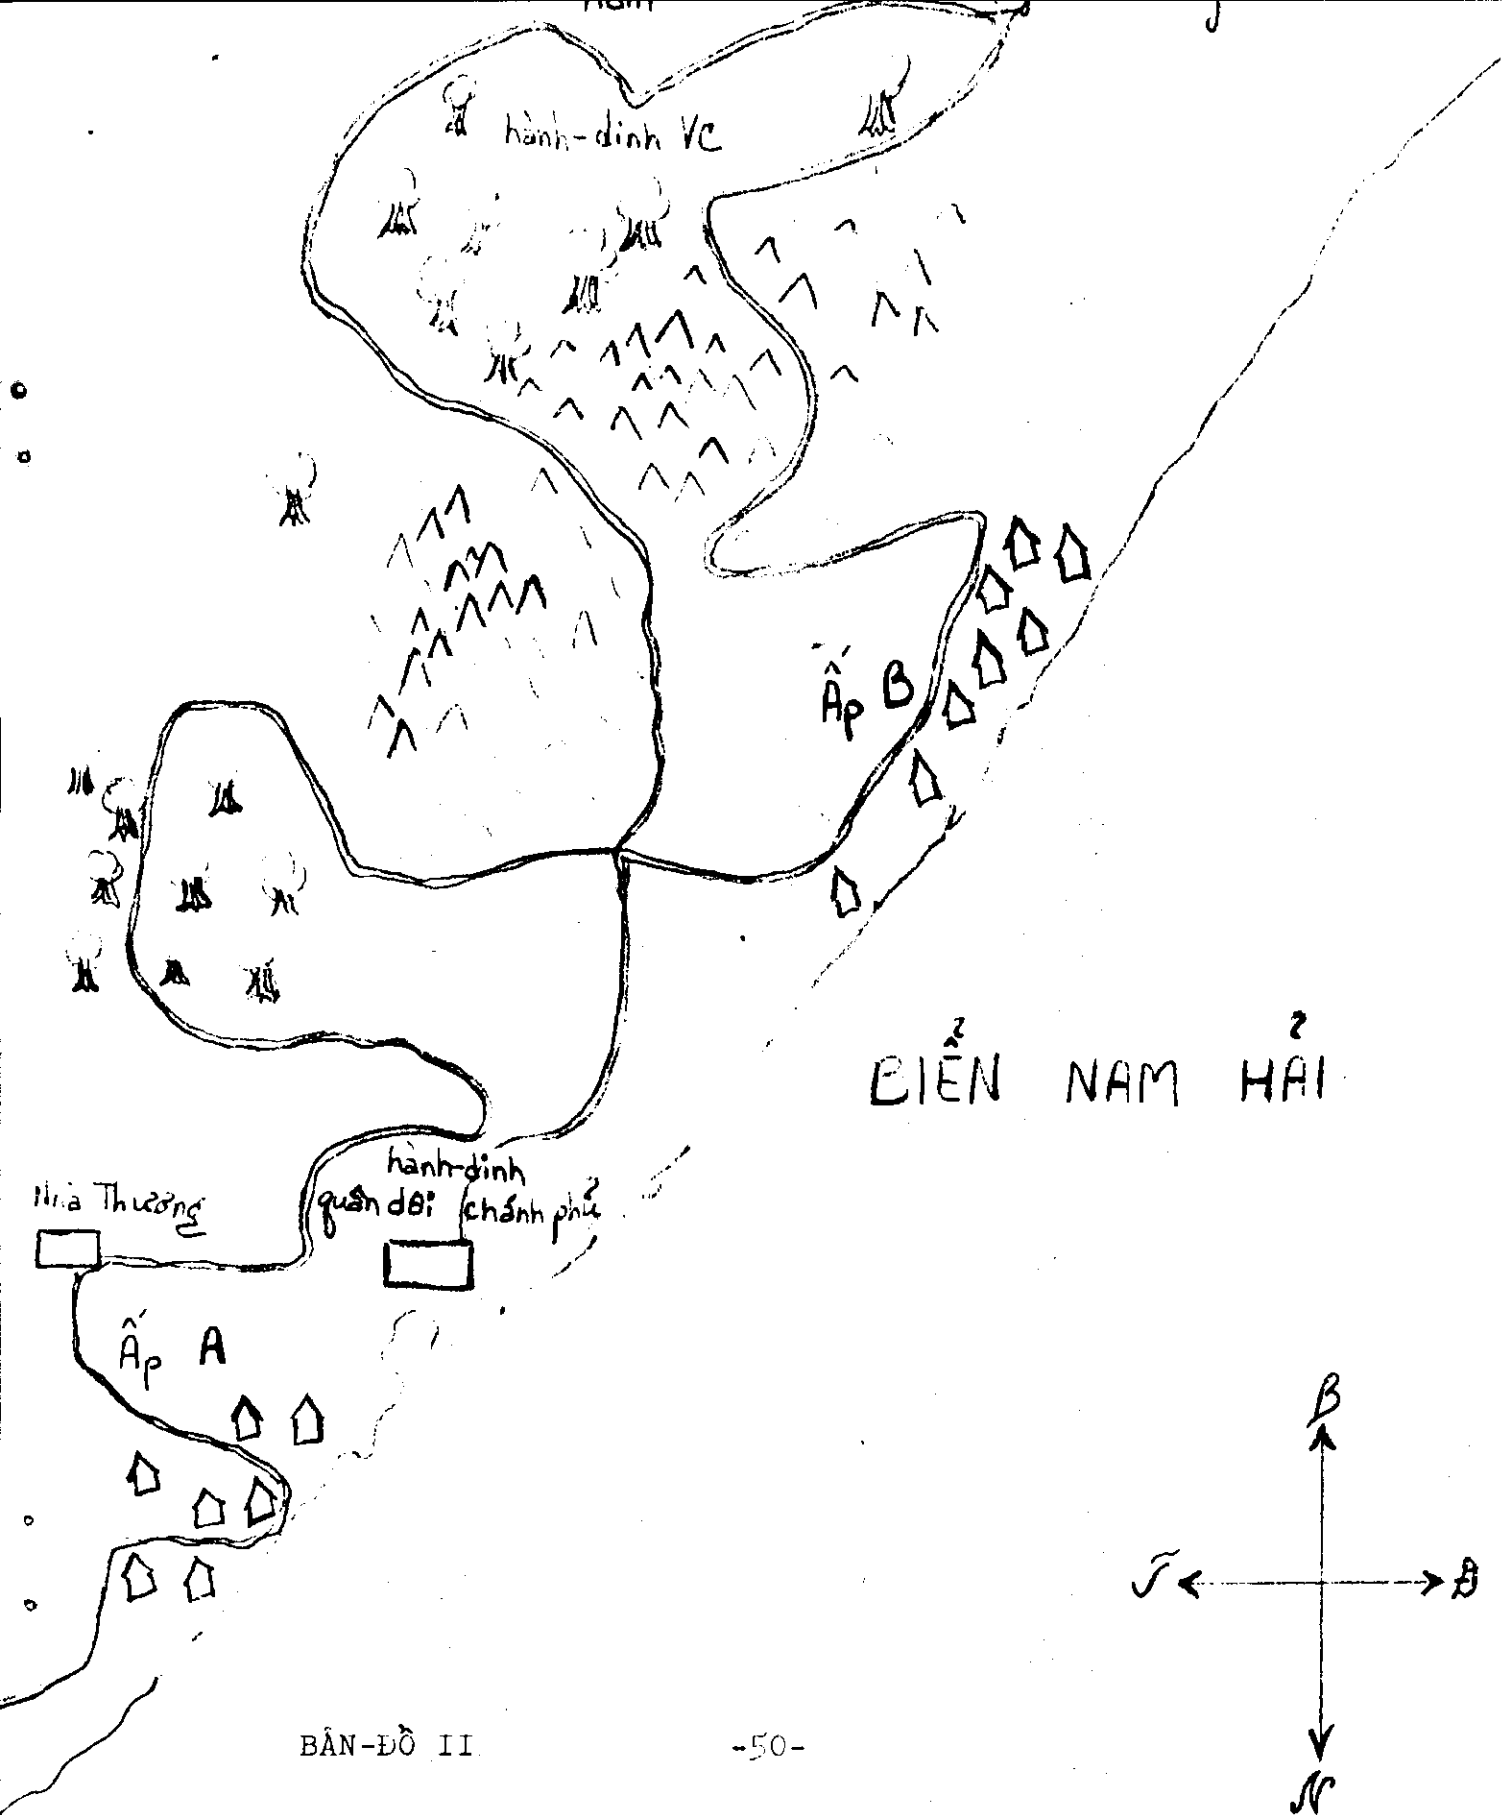 hành-dinh VC
Ấp B
BIỂN NAM HẢI
hành-dinh
quân dôi chánh phủ
Nhà Thương
Ấp A
B
T Đ
N
BẢN-ĐỒ II -50-